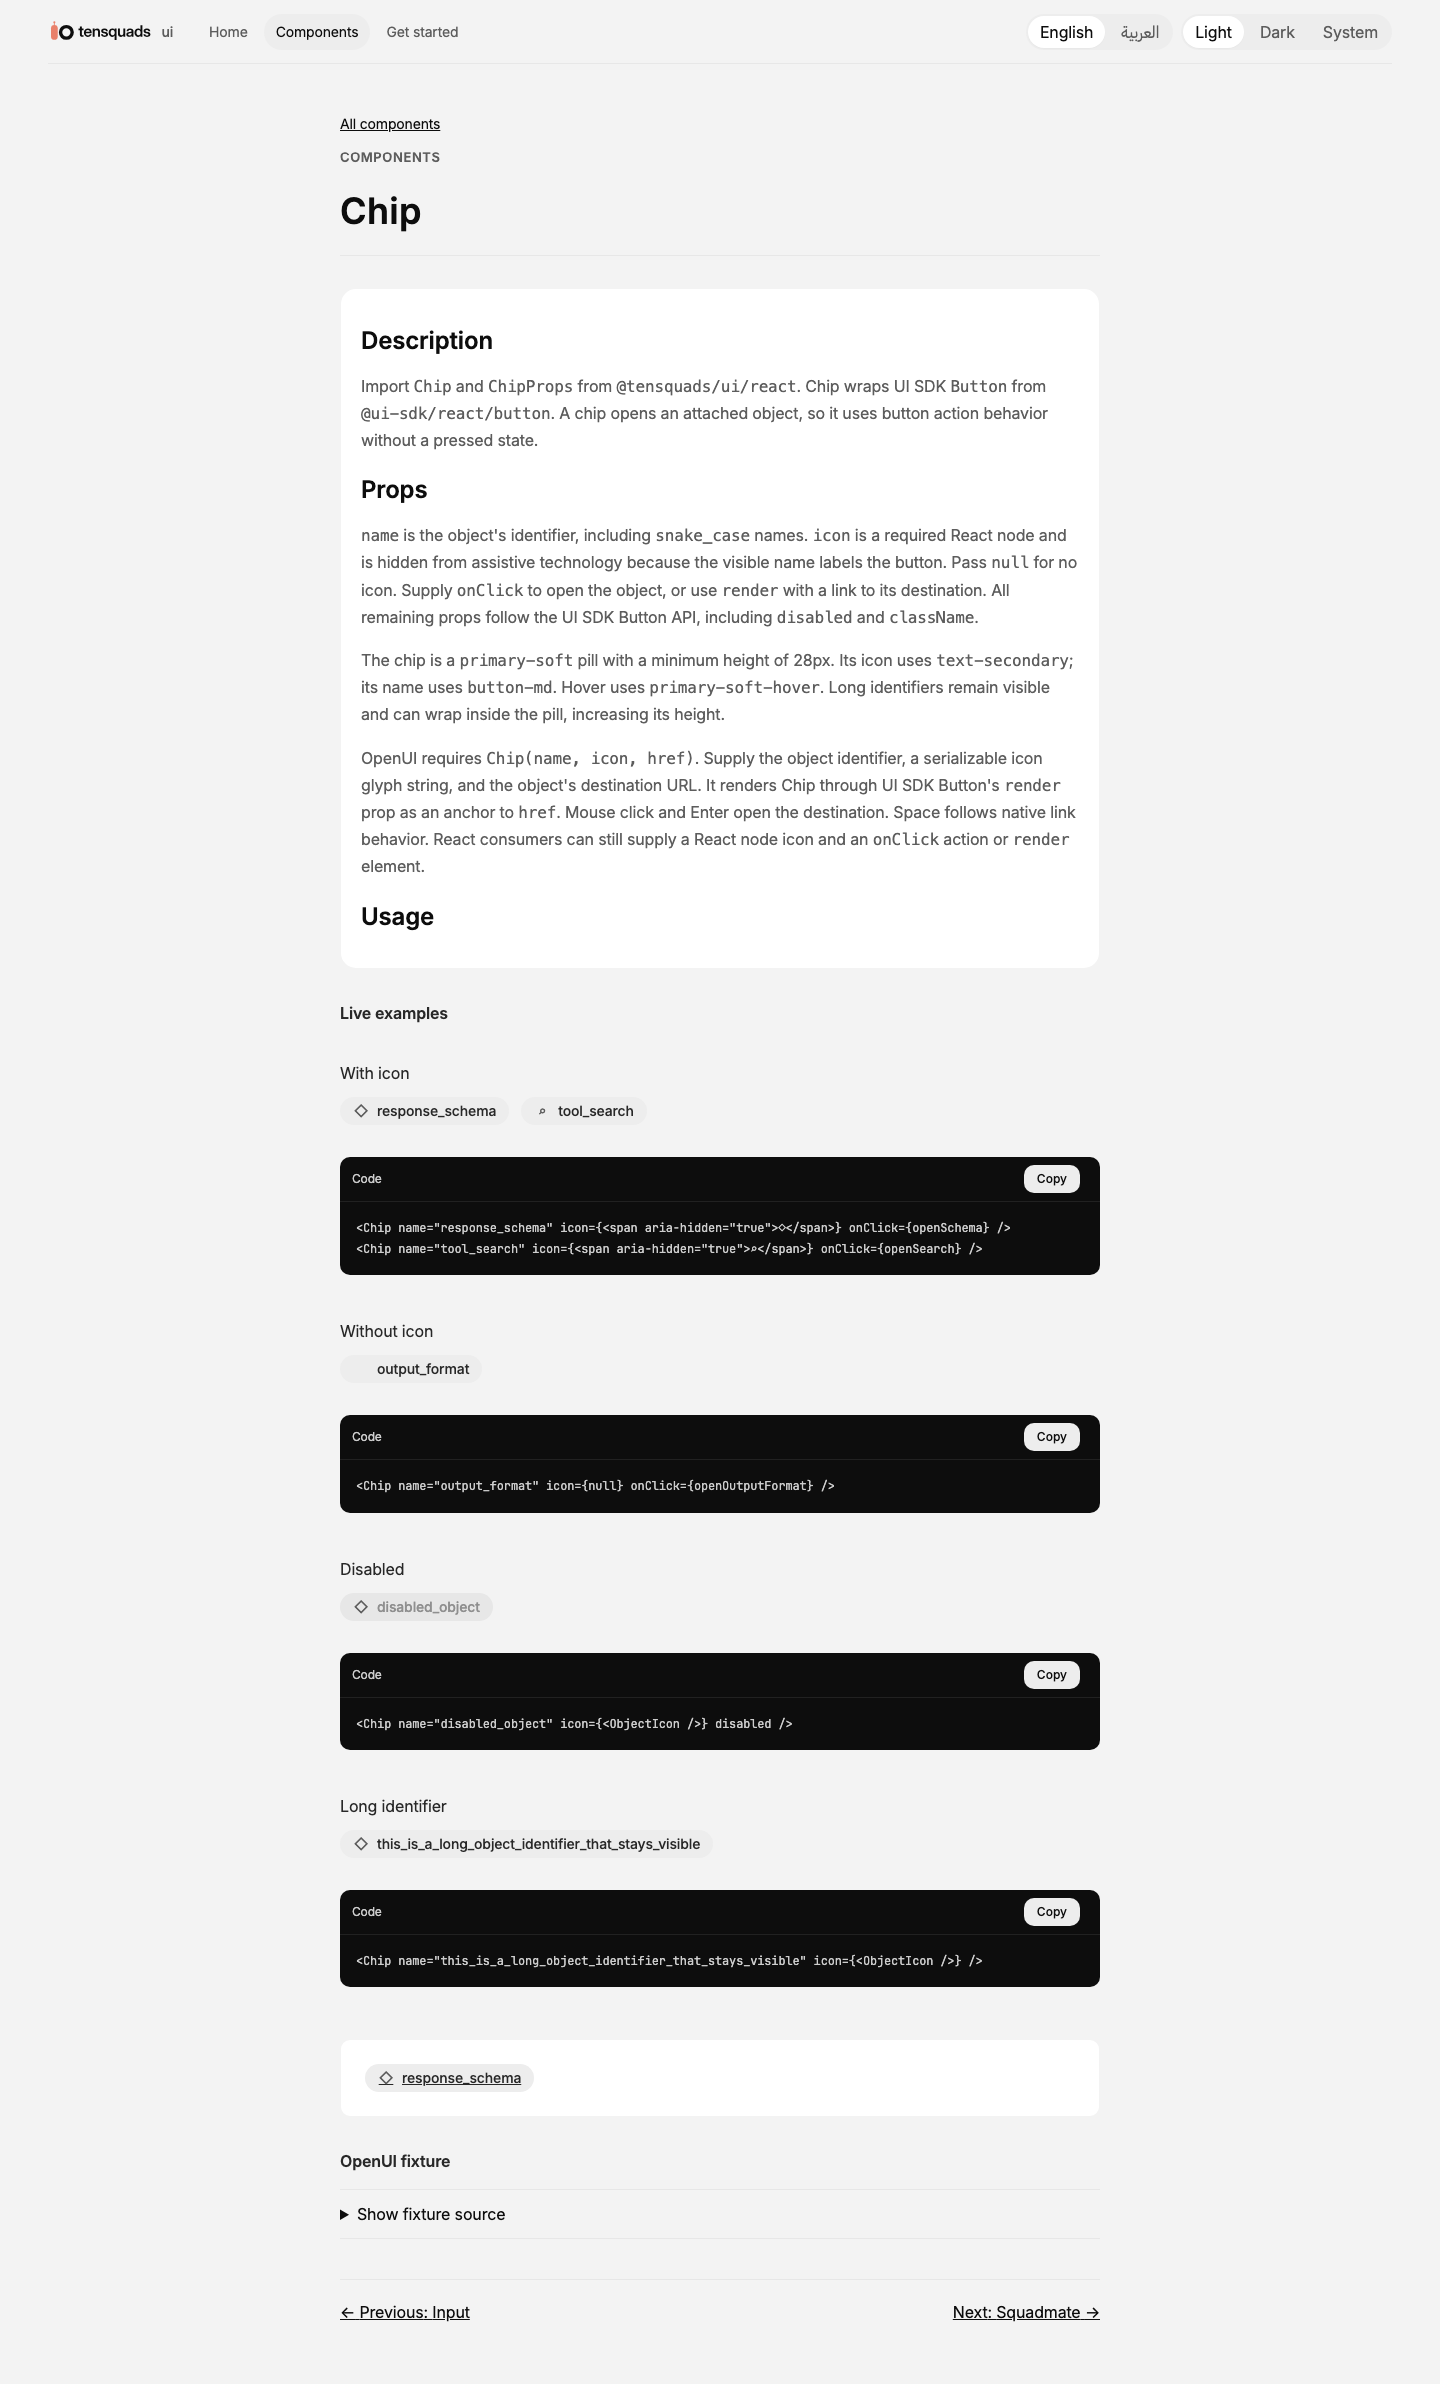 tensquads ui
Home
Components
Get started
English
العربية
Light
Dark
System
All components
COMPONENTS
Chip
Description
Import Chip and ChipProps from @tensquads/ui/react. Chip wraps UI SDK Button from
@ui-sdk/react/button. A chip opens an attached object, so it uses button action behavior
without a pressed state.
Props
name is the object's identifier, including snake_case names. icon is a required React node and
is hidden from assistive technology because the visible name labels the button. Pass null for no
icon. Supply onClick to open the object, or use render with a link to its destination. All
remaining props follow the UI SDK Button API, including disabled and className.
The chip is a primary-soft pill with a minimum height of 28px. Its icon uses text-secondary;
its name uses button-md. Hover uses primary-soft-hover. Long identifiers remain visible
and can wrap inside the pill, increasing its height.
OpenUI requires Chip(name, icon, href). Supply the object identifier, a serializable icon
glyph string, and the object's destination URL. It renders Chip through UI SDK Button's render
prop as an anchor to href. Mouse click and Enter open the destination. Space follows native link
behavior. React consumers can still supply a React node icon and an onClick action or render
element.
Usage
Live examples
With icon
◇ response_schema
⌕ tool_search
Code
Copy
<Chip name="response_schema" icon={<span aria-hidden="true">◇</span>} onClick={openSchema} />
<Chip name="tool_search" icon={<span aria-hidden="true">⌕</span>} onClick={openSearch} />
Without icon
output_format
Code
Copy
<Chip name="output_format" icon={null} onClick={openOutputFormat} />
Disabled
◇ disabled_object
Code
Copy
<Chip name="disabled_object" icon={<ObjectIcon />} disabled />
Long identifier
◇ this_is_a_long_object_identifier_that_stays_visible
Code
Copy
<Chip name="this_is_a_long_object_identifier_that_stays_visible" icon={<ObjectIcon />} />
◇ response_schema
OpenUI fixture
▶ Show fixture source
← Previous: Input
Next: Squadmate →